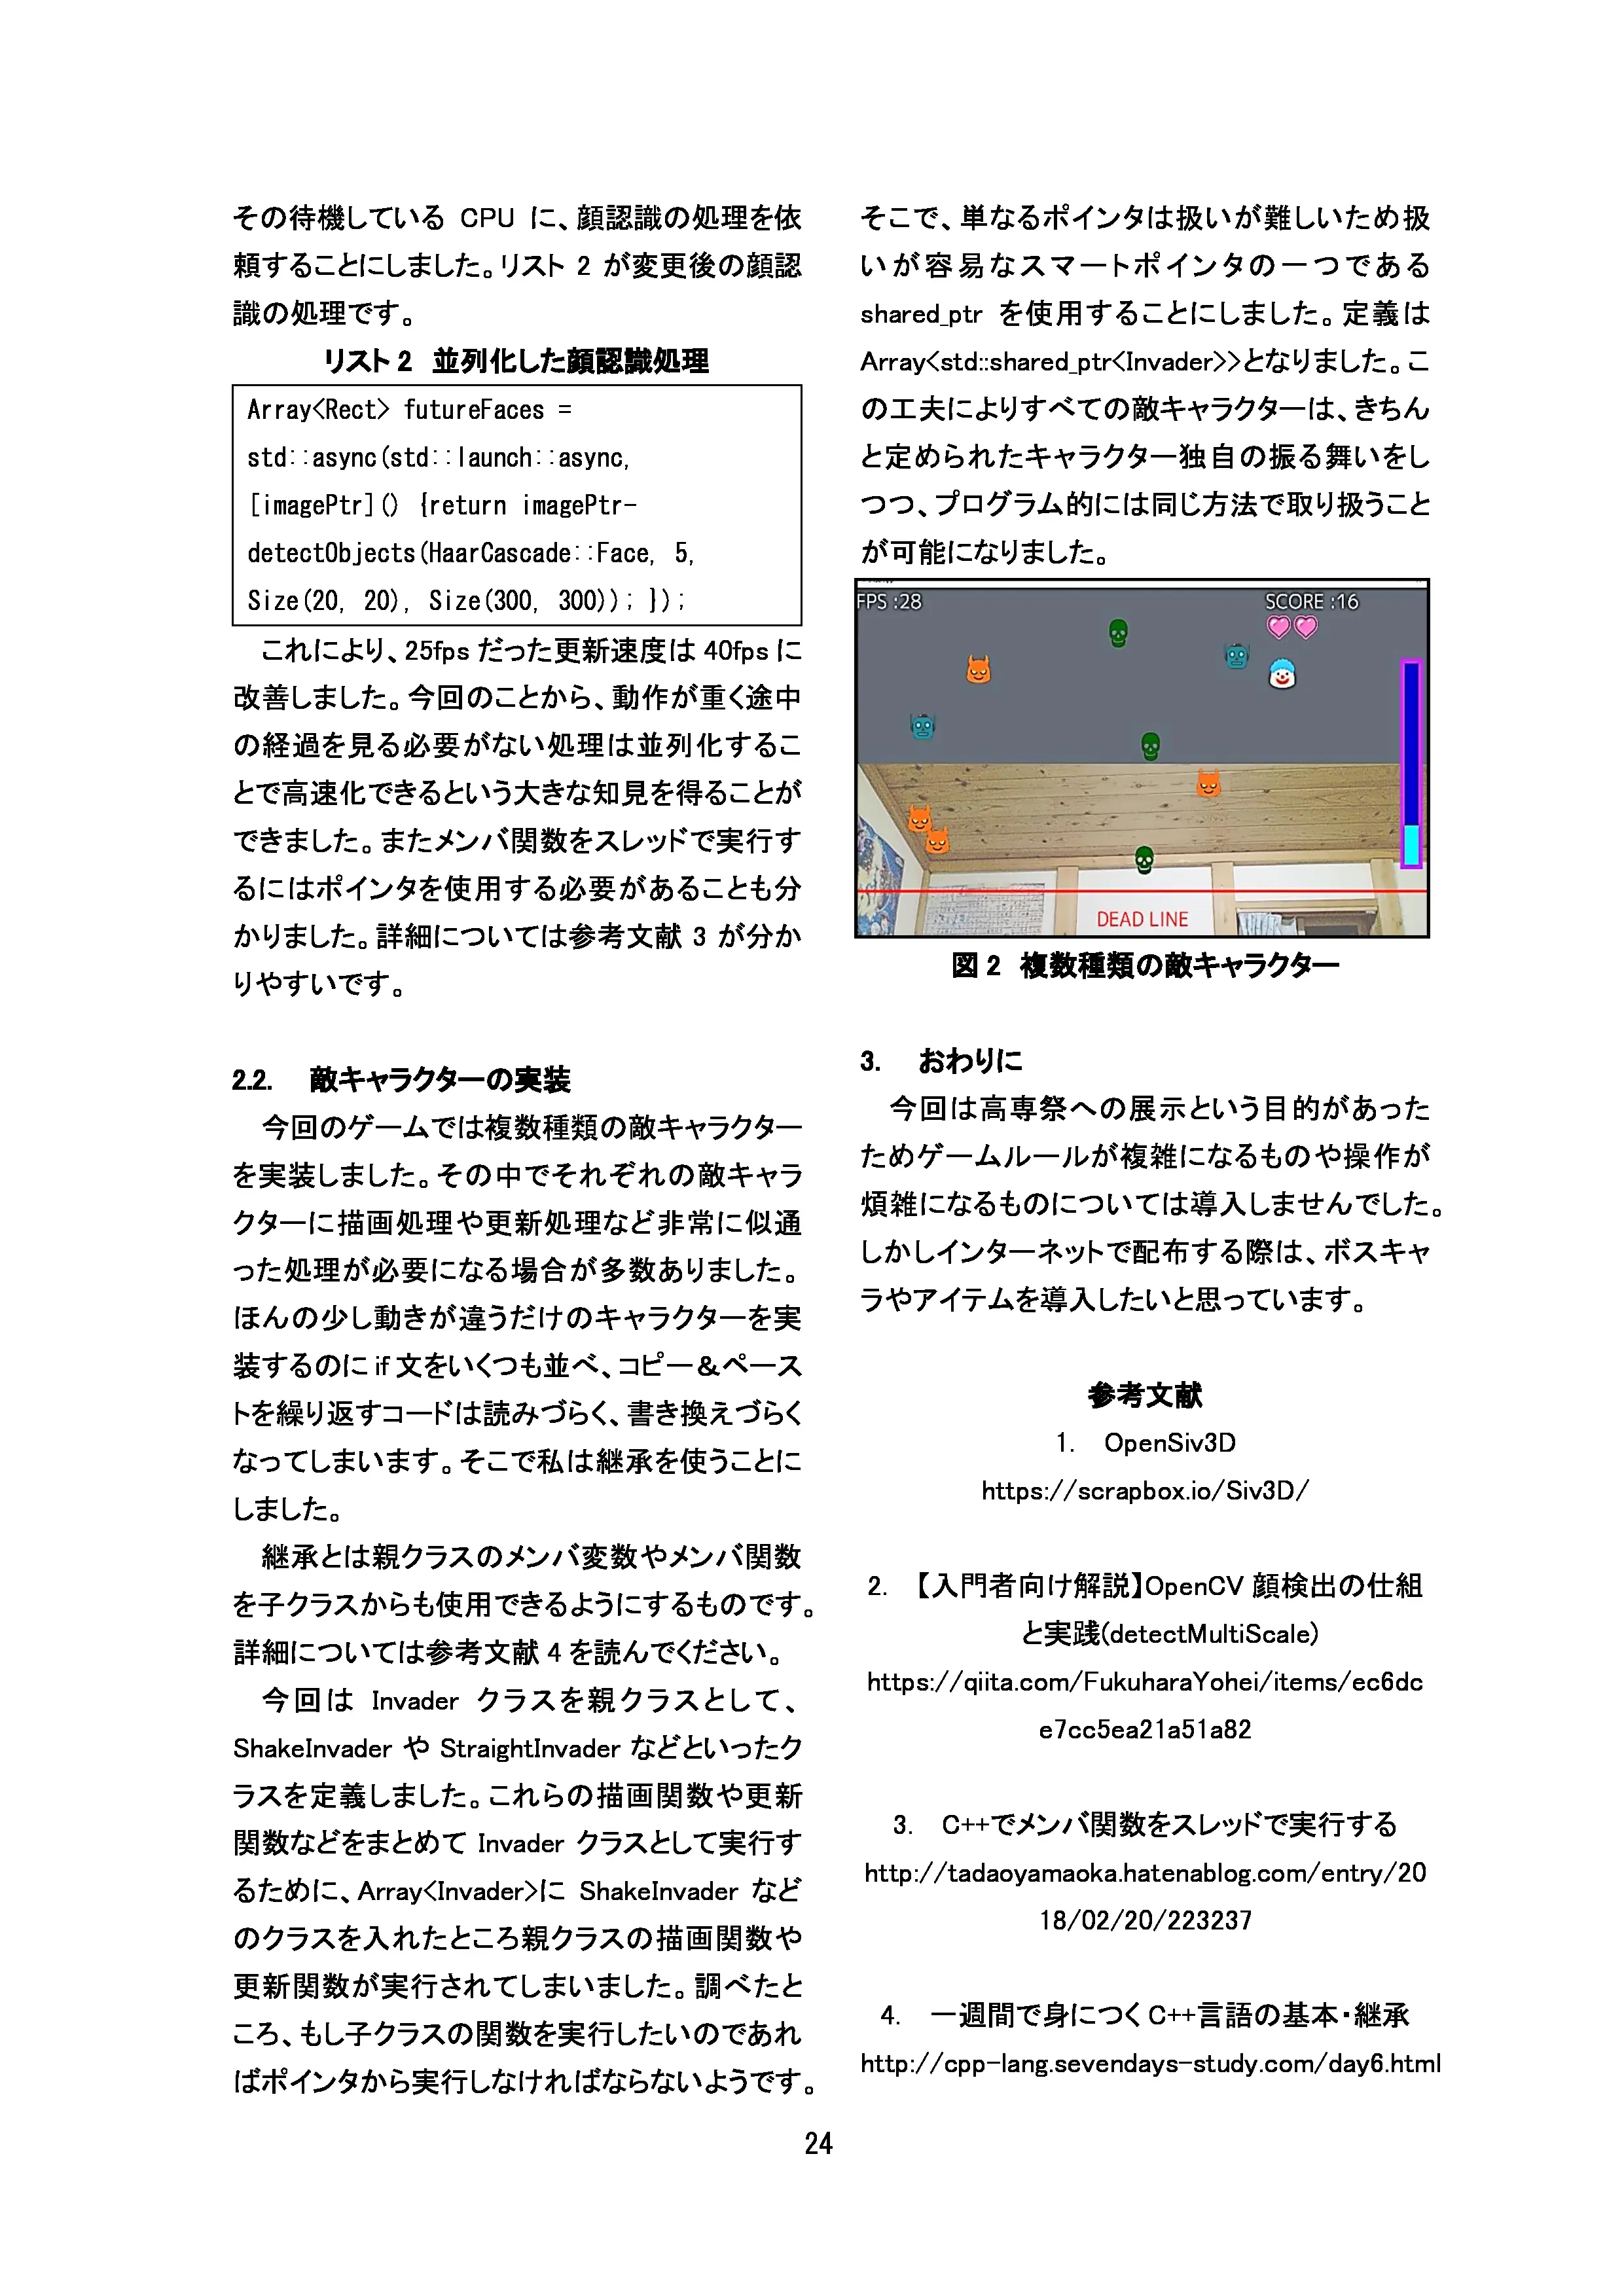 その待機している CPU に、顔認識の処理を依
頼することにしました。リスト 2 が変更後の顔認
識の処理です。
リスト 2 並列化した顔認識処理
Array<Rect> futureFaces =
std::async(std::launch::async,
[imagePtr]() {return imagePtr-
detectObjects(HaarCascade::Face, 5,
Size(20, 20), Size(300, 300)); });
これにより、25fps だった更新速度は 40fps に
改善しました。今回のことから、動作が重く途中
の経過を見る必要がない処理は並列化するこ
とで高速化できるという大きな知見を得ることが
できました。またメンバ関数をスレッドで実行す
るにはポインタを使用する必要があることも分
かりました。詳細については参考文献 3 が分か
りやすいです。
2.2. 敵キャラクターの実装
今回のゲームでは複数種類の敵キャラクター
を実装しました。その中でそれぞれの敵キャラ
クターに描画処理や更新処理など非常に似通
った処理が必要になる場合が多数ありました。
ほんの少し動きが違うだけのキャラクターを実
装するのに if 文をいくつも並べ、コピー＆ペース
トを繰り返すコードは読みづらく、書き換えづらく
なってしまいます。そこで私は継承を使うことに
しました。
継承とは親クラスのメンバ変数やメンバ関数
を子クラスからも使用できるようにするものです。
詳細については参考文献 4 を読んでください。
今回は Invader クラスを親クラスとして、
ShakeInvader や StraightInvader などといったク
ラスを定義しました。これらの描画関数や更新
関数などをまとめて Invader クラスとして実行す
るために、Array<Invader>に ShakeInvader など
のクラスを入れたところ親クラスの描画関数や
更新関数が実行されてしまいました。調べたと
ころ、もし子クラスの関数を実行したいのであれ
ばポインタから実行しなければならないようです。
そこで、単なるポインタは扱いが難しいため扱
いが容易なスマートポインタの一つである
shared_ptr を使用することにしました。定義は
Array<std::shared_ptr<Invader>>となりました。こ
の工夫によりすべての敵キャラクターは、きちん
と定められたキャラクター独自の振る舞いをし
つつ、プログラム的には同じ方法で取り扱うこと
が可能になりました。
FPS :28
SCORE :16
DEAD LINE
図 2 複数種類の敵キャラクター
3. おわりに
今回は高専祭への展示という目的があった
ためゲームルールが複雑になるものや操作が
煩雑になるものについては導入しませんでした。
しかしインターネットで配布する際は、ボスキャ
ラやアイテムを導入したいと思っています。
参考文献
1. OpenSiv3D
https://scrapbox.io/Siv3D/
2. 【入門者向け解説】OpenCV 顔検出の仕組
と実践(detectMultiScale)
https://qiita.com/FukuharaYohei/items/ec6dc
e7cc5ea21a51a82
3. C++でメンバ関数をスレッドで実行する
http://tadaoyamaoka.hatenablog.com/entry/20
18/02/20/223237
4. 一週間で身につくC++言語の基本・継承
http://cpp-lang.sevendays-study.com/day6.html
24